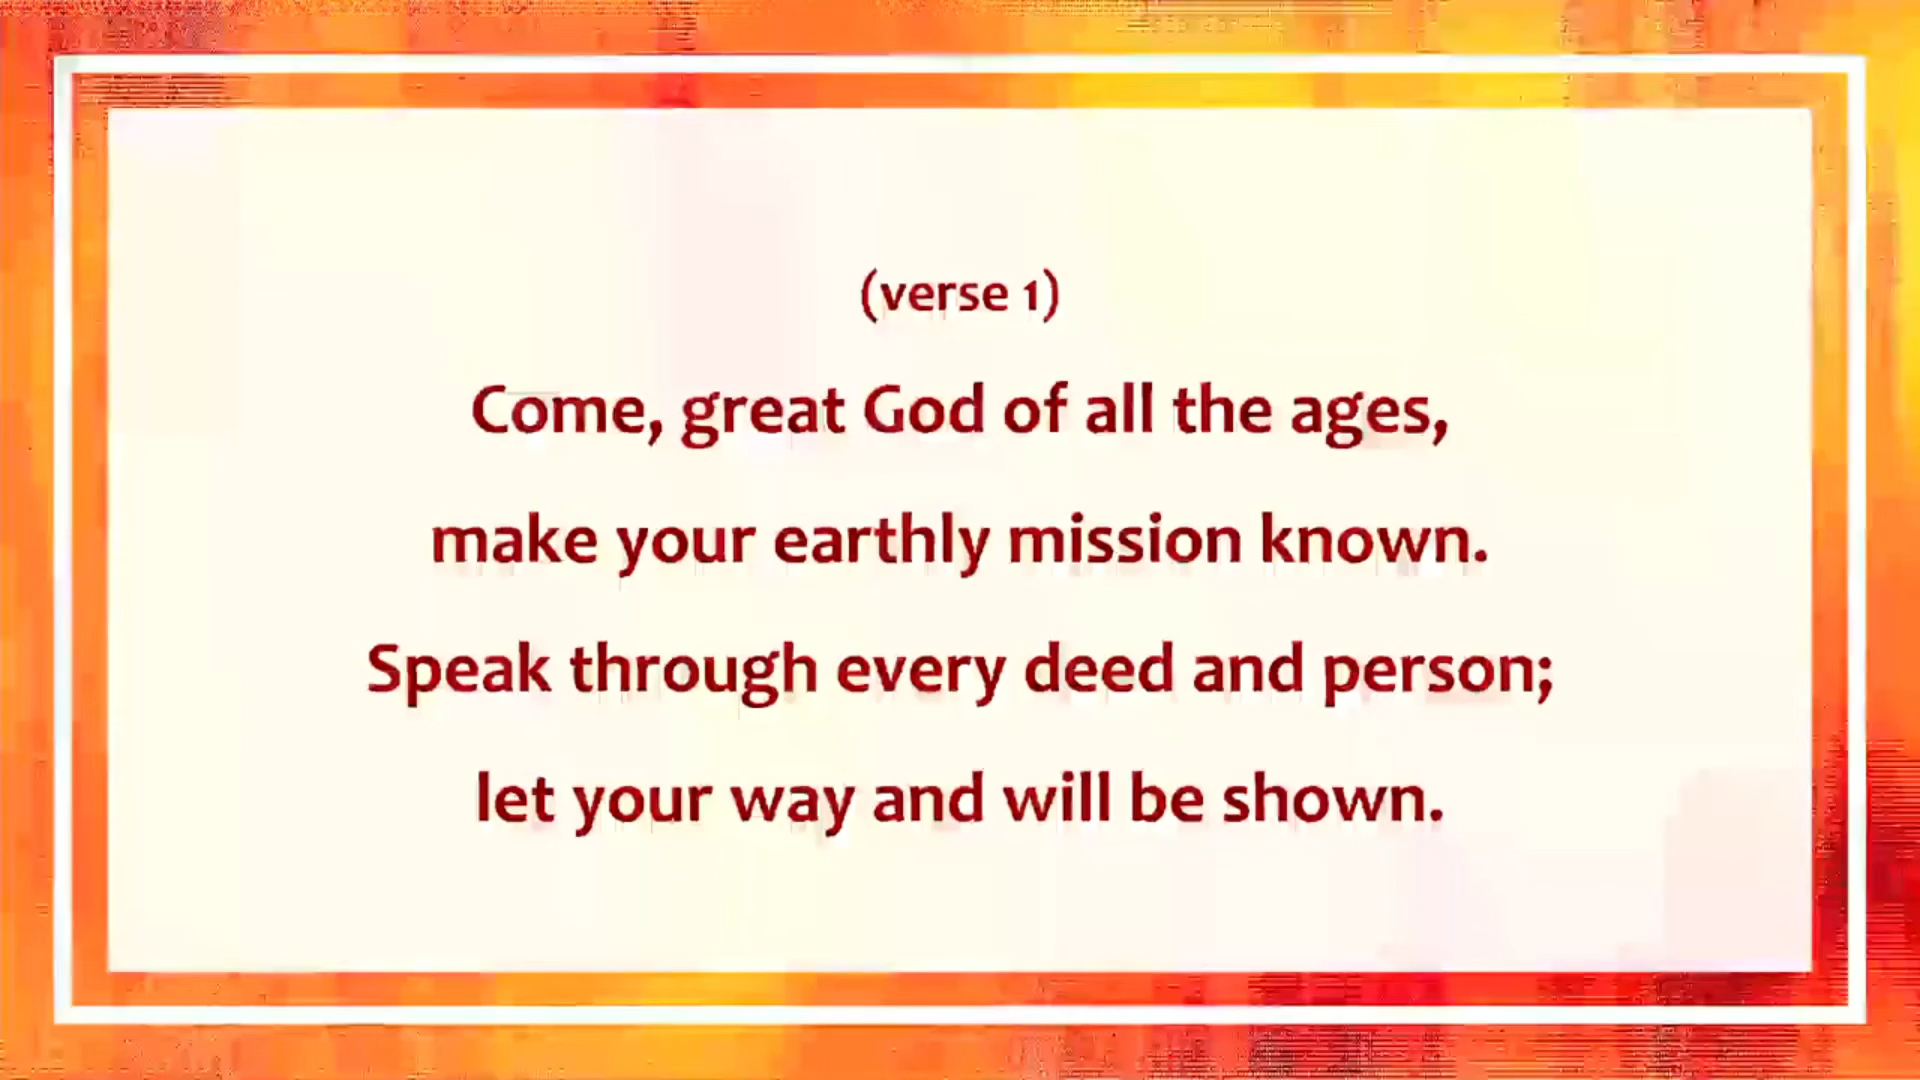 (verse 1)
Come, great God of all the ages,
make your earthly mission known.
Speak through every deed and person;
let your way and will be shown.